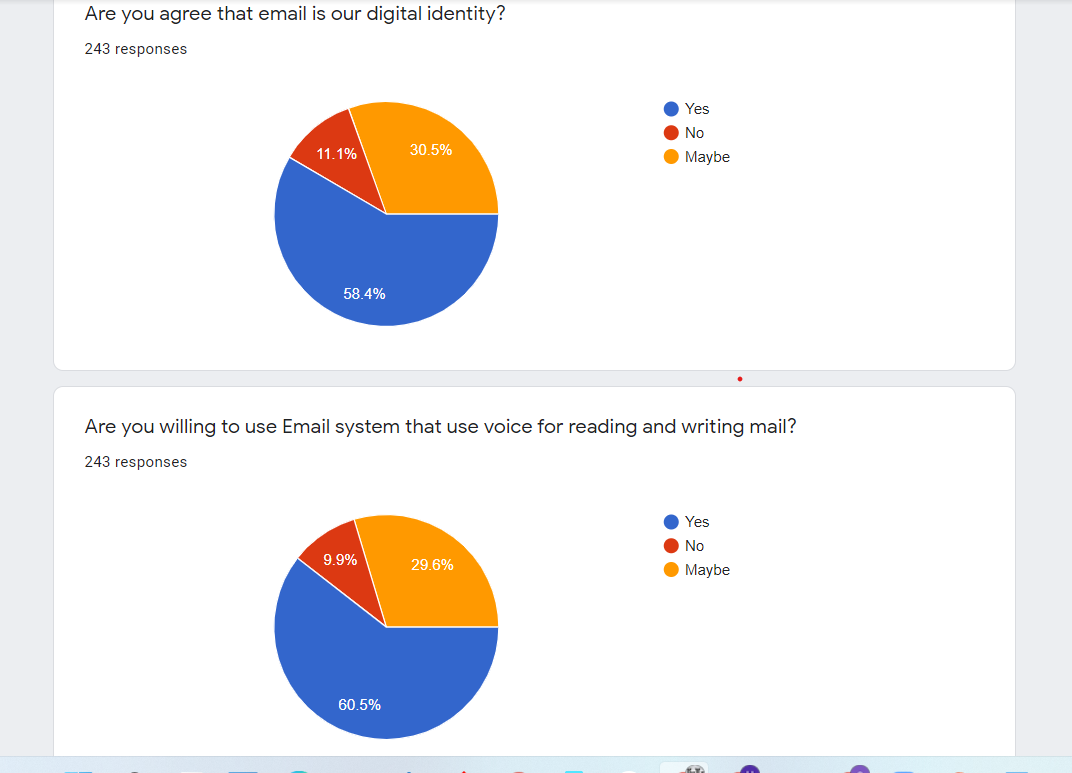 Are you agree that email is our digital identity?
243 responses
Yes
No
Maybe
11.1%
30.5%
58.4%
Are you willing to use Email system that use voice for reading and writing mail?
243 responses
Yes
No
Maybe
9.9%
29.6%
60.5%